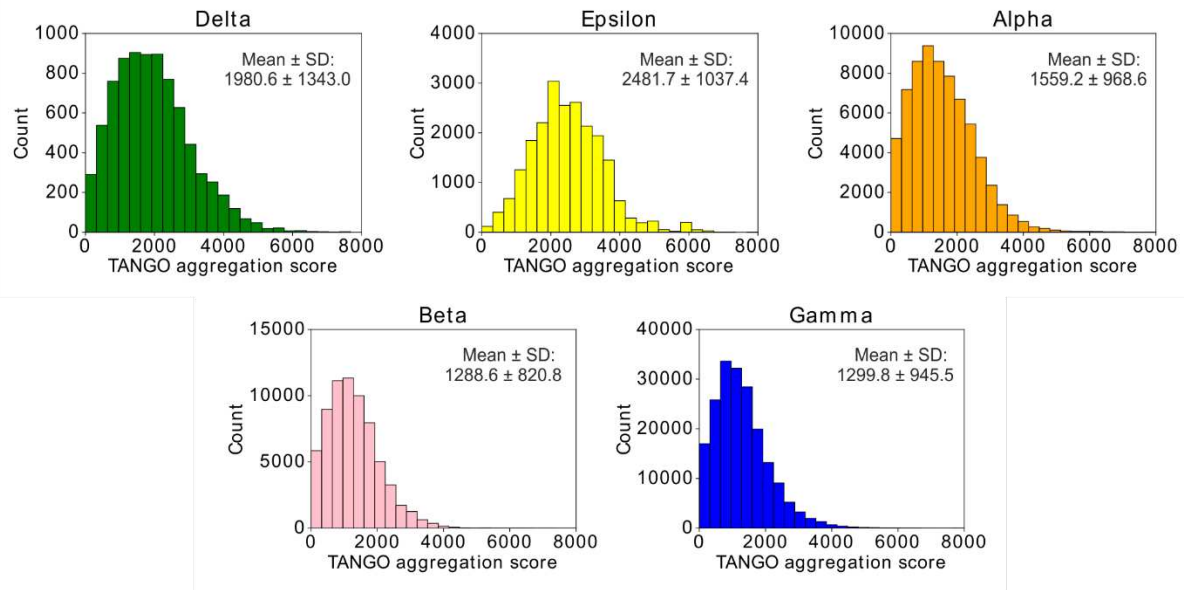 Delta
Mean ± SD:
1980.6 ± 1343.0
Count
1000
800
600
400
200
0
0 2000 4000 6000 8000
TANGO aggregation score
Epsilon
Mean ± SD:
2481.7 ± 1037.4
Count
4000
3000
2000
1000
0
0 2000 4000 6000 8000
TANGO aggregation score
Alpha
Mean ± SD:
1559.2 ± 968.6
Count
10000
8000
6000
4000
2000
0
0 2000 4000 6000 8000
TANGO aggregation score
Beta
Mean ± SD:
1288.6 ± 820.8
Count
15000
10000
5000
0
0 2000 4000 6000 8000
TANGO aggregation score
Gamma
Mean ± SD:
1299.8 ± 945.5
Count
40000
30000
20000
10000
0
0 2000 4000 6000 8000
TANGO aggregation score